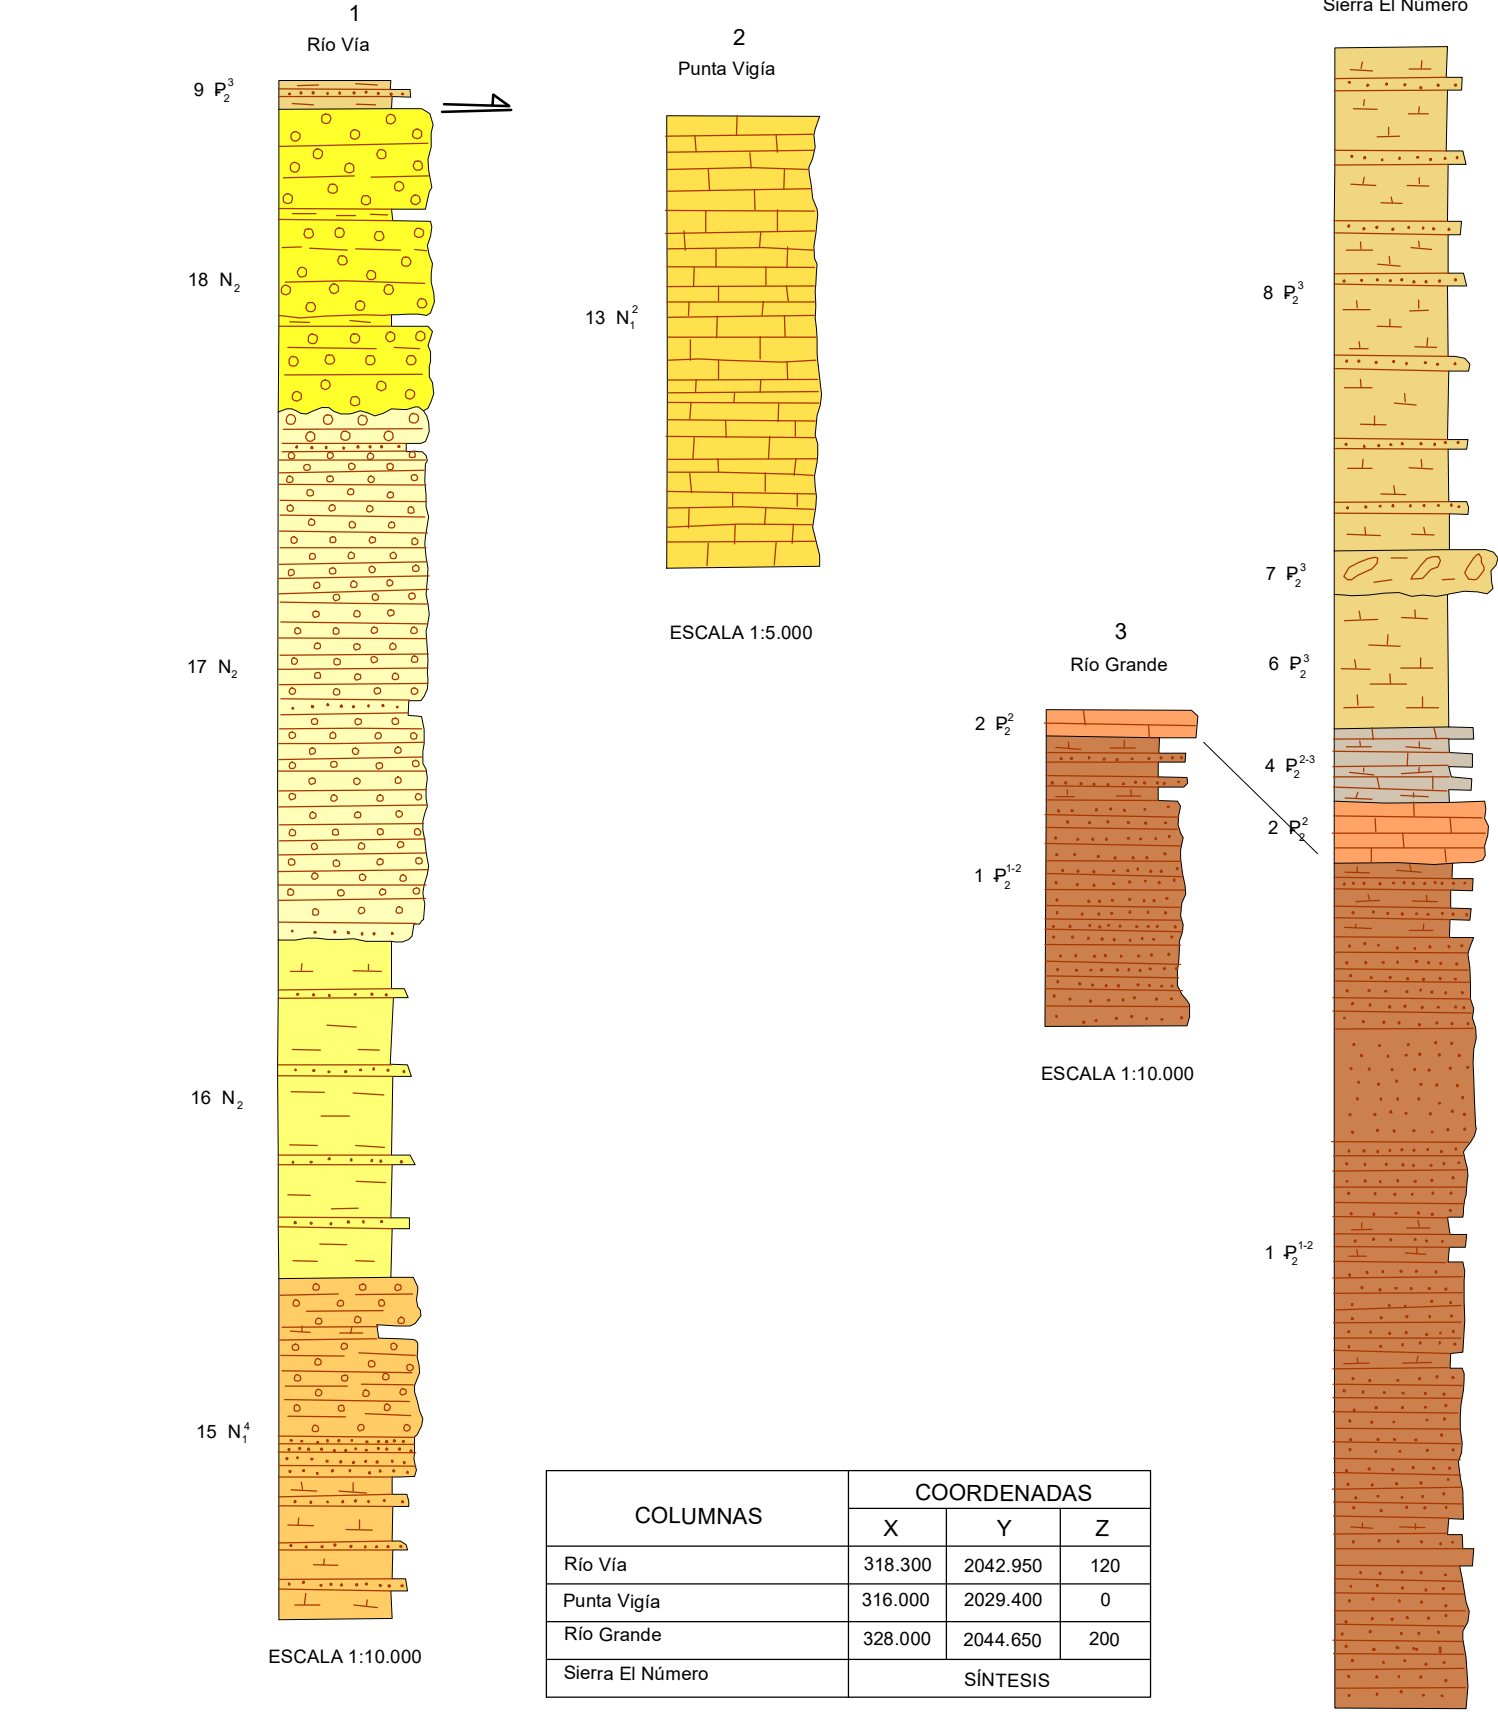 1
Río Vía
9 P₂³
18 N₂
17 N₂
16 N₂
15 N₁⁴
ESCALA 1:10.000
2
Punta Vigía
13 N₁²
ESCALA 1:5.000
3
Río Grande
2 P₂²
1 P₂¹⁻²
ESCALA 1:10.000
Sierra El Número
8 P₂³
7 P₂³
6 P₂³
4 P₂²⁻³
2 P₂²
1 P₂¹⁻²
COLUMNAS COORDENADAS
X Y Z
Río Vía 318.300 2042.950 120
Punta Vigía 316.000 2029.400 0
Río Grande 328.000 2044.650 200
Sierra El Número SÍNTESIS